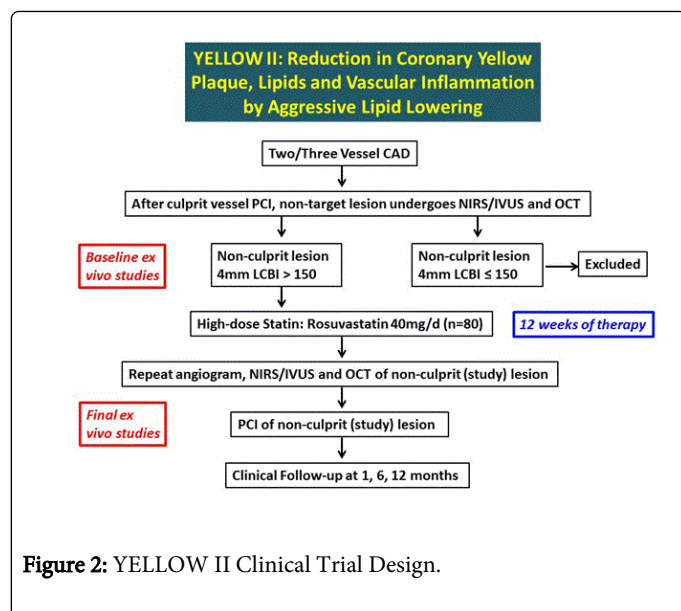 YELLOW II: Reduction in Coronary Yellow
Plaque, Lipids and Vascular Inflammation
by Aggressive Lipid Lowering
Two/Three Vessel CAD
After culprit vessel PCI, non-target lesion undergoes NIRS/IVUS and OCT
Baseline ex
vivo studies
Non-culprit lesion
4mm LCBI > 150
Non-culprit lesion
4mm LCBI ≤ 150
Excluded
High-dose Statin: Rosuvastatin 40mg/d (n=80)
12 weeks of therapy
Repeat angiogram, NIRS/IVUS and OCT of non-culprit (study) lesion
Final ex
vivo studies
PCI of non-culprit (study) lesion
Clinical Follow-up at 1, 6, 12 months
Figure 2: YELLOW II Clinical Trial Design.